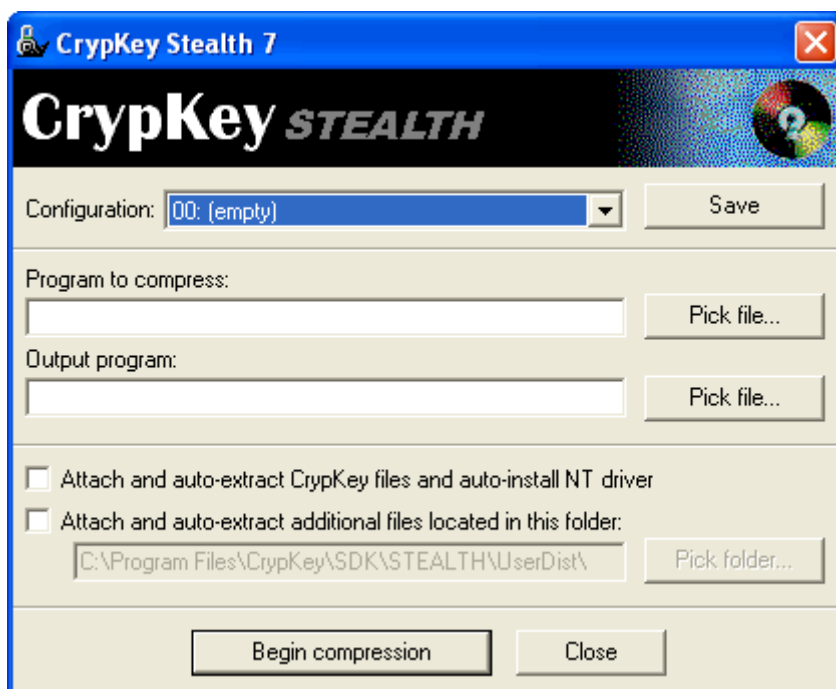 CrypKey Stealth 7
CrypKey STEALTH
Configuration: 00: (empty) Save
Program to compress:
Pick file...
Output program:
Pick file...
Attach and auto-extract CrypKey files and auto-install NT driver
Attach and auto-extract additional files located in this folder:
C:\Program Files\CrypKey\SDK\STEALTH\UserDist\ Pick folder...
Begin compression Close